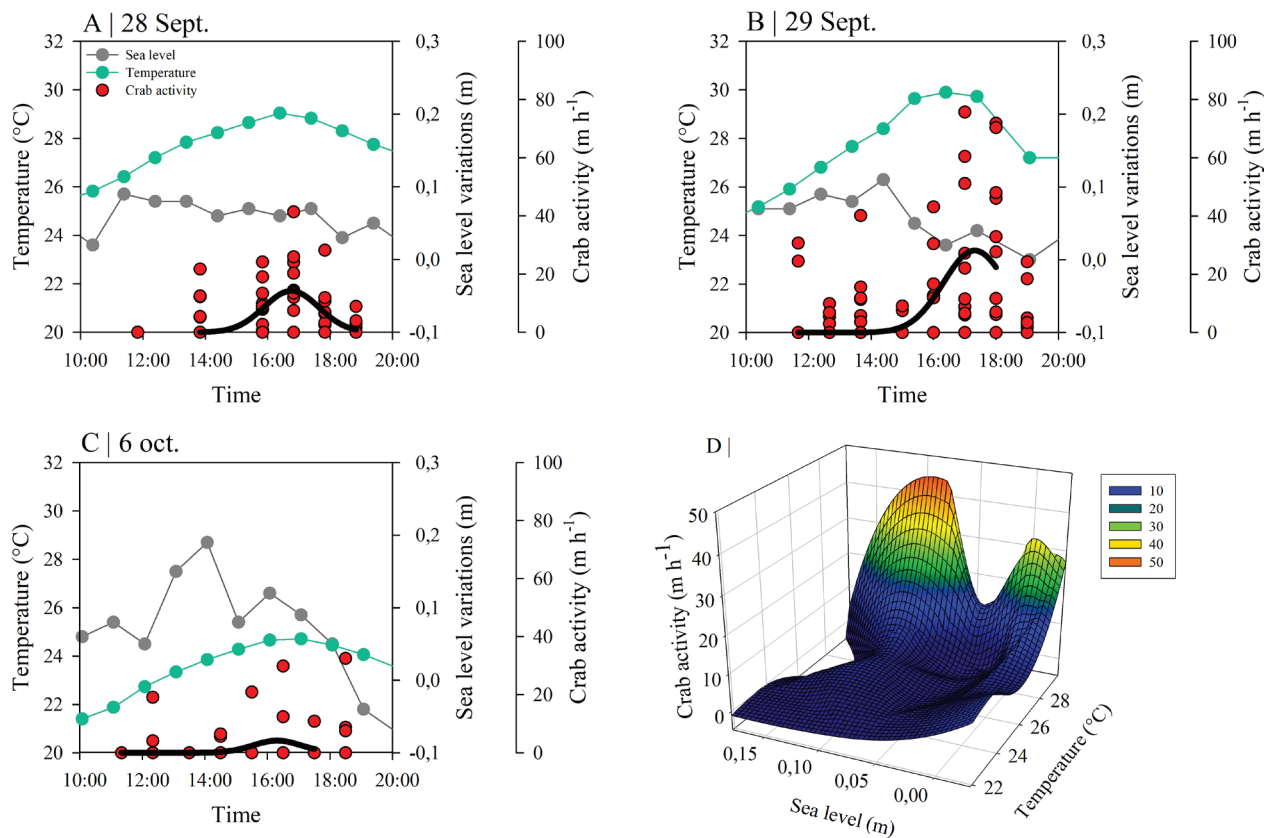 A | 28 Sept.
32
30
28
26
24
22
20
Temperature (°C)
Sea level
Temperature
Crab activity
0,3
0,2
0,1
0,0
-0,1
Sea level variations (m)
100
80
60
40
20
0
Crab activity (m h-1)
10:00 12:00 14:00 16:00 18:00 20:00
Time
B | 29 Sept.
32
30
28
26
24
22
20
Temperature (°C)
0,3
0,2
0,1
0,0
-0,1
Sea level variations (m)
100
80
60
40
20
0
Crab activity (m h-1)
10:00 12:00 14:00 16:00 18:00 20:00
Time
C | 6 oct.
32
30
28
26
24
22
20
Temperature (°C)
0,3
0,2
0,1
0,0
-0,1
Sea level variations (m)
100
80
60
40
20
0
Crab activity (m h-1)
10:00 12:00 14:00 16:00 18:00 20:00
Time
D |
50
40
30
20
10
0
Crab activity (m h-1)
0,15 0,10 0,05 0,00
Sea level (m)
22 24 26 28
Temperature (°C)
10
20
30
40
50